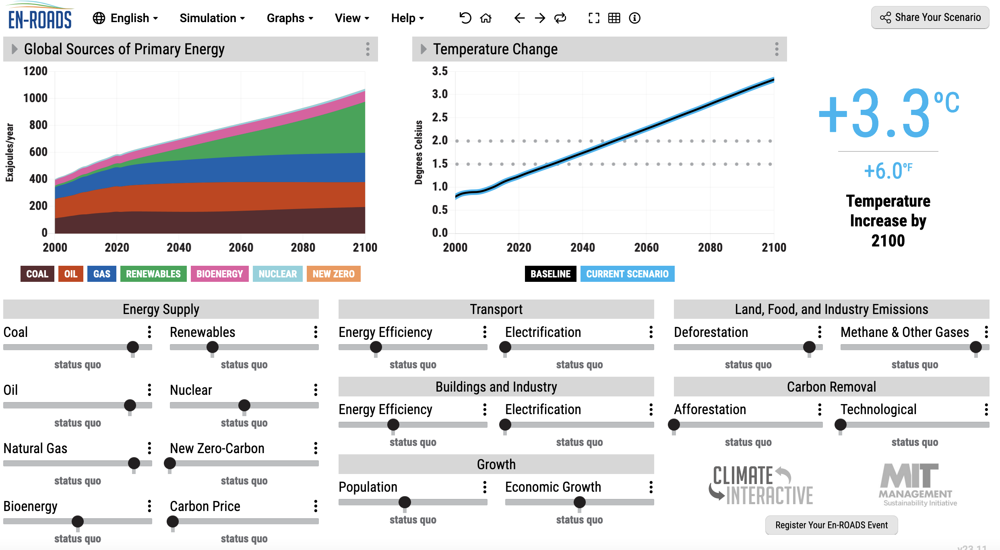 EN-ROADS
English
Simulation
Graphs
View
Help
Share Your Scenario
Global Sources of Primary Energy
1200
1000
800
600
400
200
0
Exajoules/year
2000 2020 2040 2060 2080 2100
COAL OIL GAS RENEWABLES BIOENERGY NUCLEAR NEW ZERO
Temperature Change
3.5
3.0
2.5
2.0
1.5
1.0
0.5
0.0
Degrees Celsius
2000 2020 2040 2060 2080 2100
BASELINE CURRENT SCENARIO
+3.3°C
+6.0°F
Temperature
Increase by
2100
Energy Supply
Coal
status quo
Renewables
status quo
Oil
status quo
Nuclear
status quo
Natural Gas
status quo
New Zero-Carbon
status quo
Bioenergy
status quo
Carbon Price
status quo
Transport
Energy Efficiency
status quo
Electrification
status quo
Buildings and Industry
Energy Efficiency
status quo
Electrification
status quo
Growth
Population
status quo
Economic Growth
status quo
Land, Food, and Industry Emissions
Deforestation
status quo
Methane & Other Gases
status quo
Carbon Removal
Afforestation
status quo
Technological
status quo
CLIMATE
INTERACTIVE
MIT
MANAGEMENT
Sustainability Initiative
Register Your En-ROADS Event
v23.11